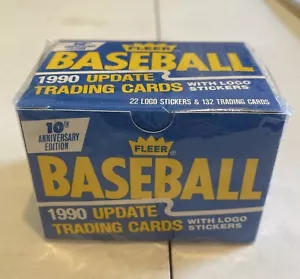 FLEER
BASEBALL
1990 UPDATE
TRADING CARDS
WITH LOGO
STICKERS
22 LOGO STICKERS & 132 TRADING CARDS
10TH
ANNIVERSARY
EDITION
FLEER
BASEBALL
1990 UPDATE
TRADING CARDS
WITH LOGO
STICKERS